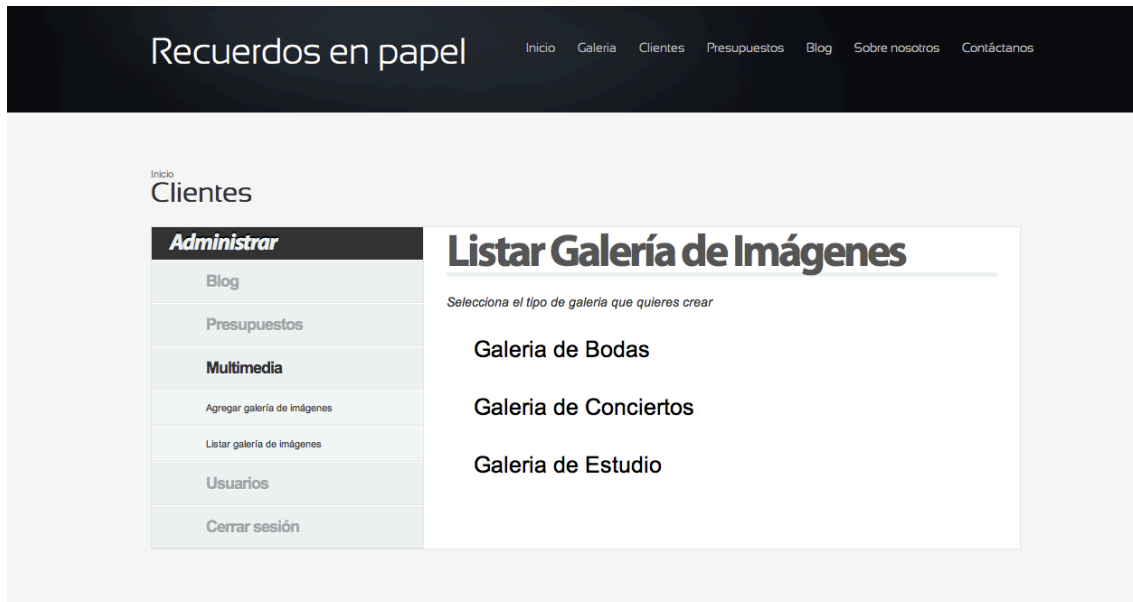 Recuerdos en papel
Inicio Galeria Clientes Presupuestos Blog Sobre nosotros Contáctanos
Inicio
Clientes
Administrar
Blog
Presupuestos
Multimedia
Agregar galería de imágenes
Listar galería de imágenes
Usuarios
Cerrar sesión
Listar Galería de Imágenes
Selecciona el tipo de galeria que quieres crear
Galeria de Bodas
Galeria de Conciertos
Galeria de Estudio